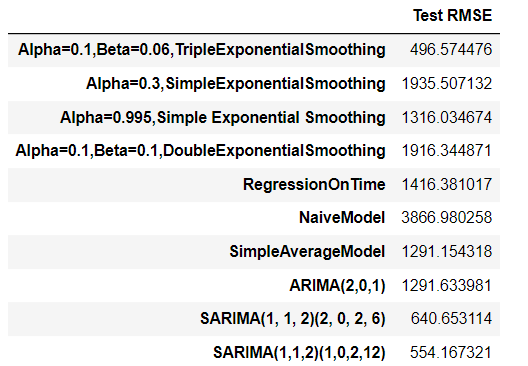 Test RMSE
Alpha=0.1,Beta=0.06,TripleExponentialSmoothing 496.574476
Alpha=0.3,SimpleExponentialSmoothing 1935.507132
Alpha=0.995,Simple Exponential Smoothing 1316.034674
Alpha=0.1,Beta=0.1,DoubleExponentialSmoothing 1916.344871
RegressionOnTime 1416.381017
NaiveModel 3866.980258
SimpleAverageModel 1291.154318
ARIMA(2,0,1) 1291.633981
SARIMA(1, 1, 2)(2, 0, 2, 6) 640.653114
SARIMA(1,1,2)(1,0,2,12) 554.167321